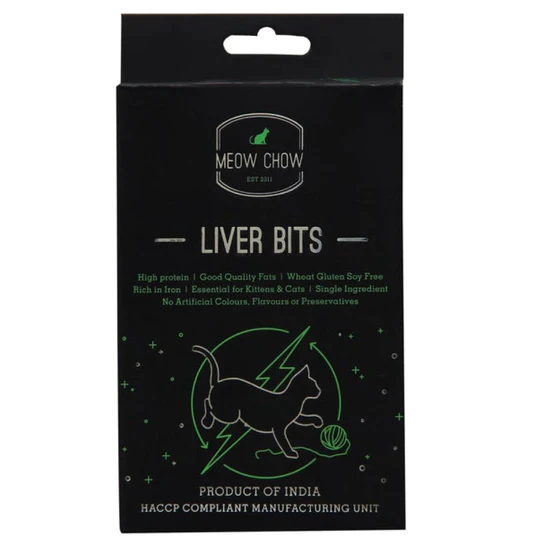 MEOW CHOW
EST 2011
LIVER BITS
High protein | Good Quality Fats | Wheat Gluten Soy Free
Rich in Iron | Essential for Kittens & Cats | Single Ingredient
No Artificial Colours, Flavours or Preservatives
PRODUCT OF INDIA
HACCP COMPLIANT MANUFACTURING UNIT